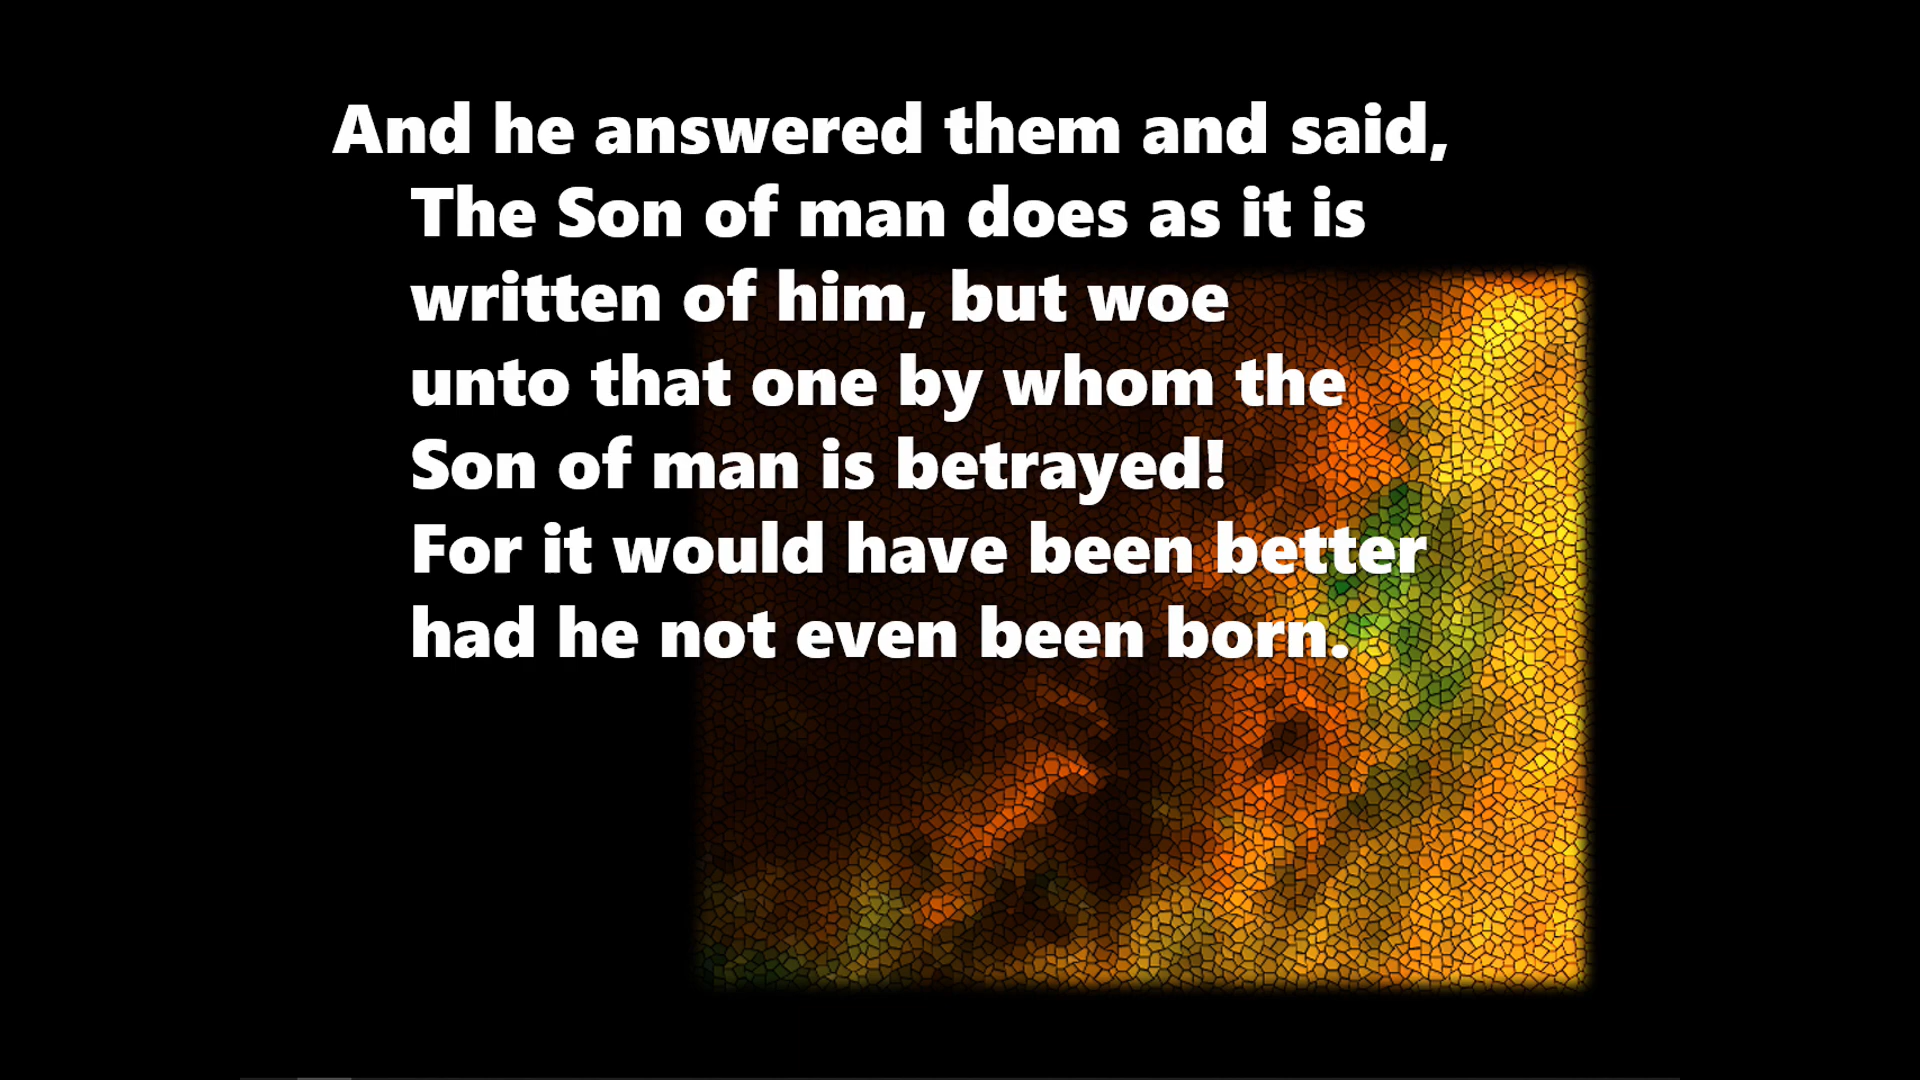 And he answered them and said,
The Son of man does as it is
written of him, but woe
unto that one by whom the
Son of man is betrayed!
For it would have been better
had he not even been born.